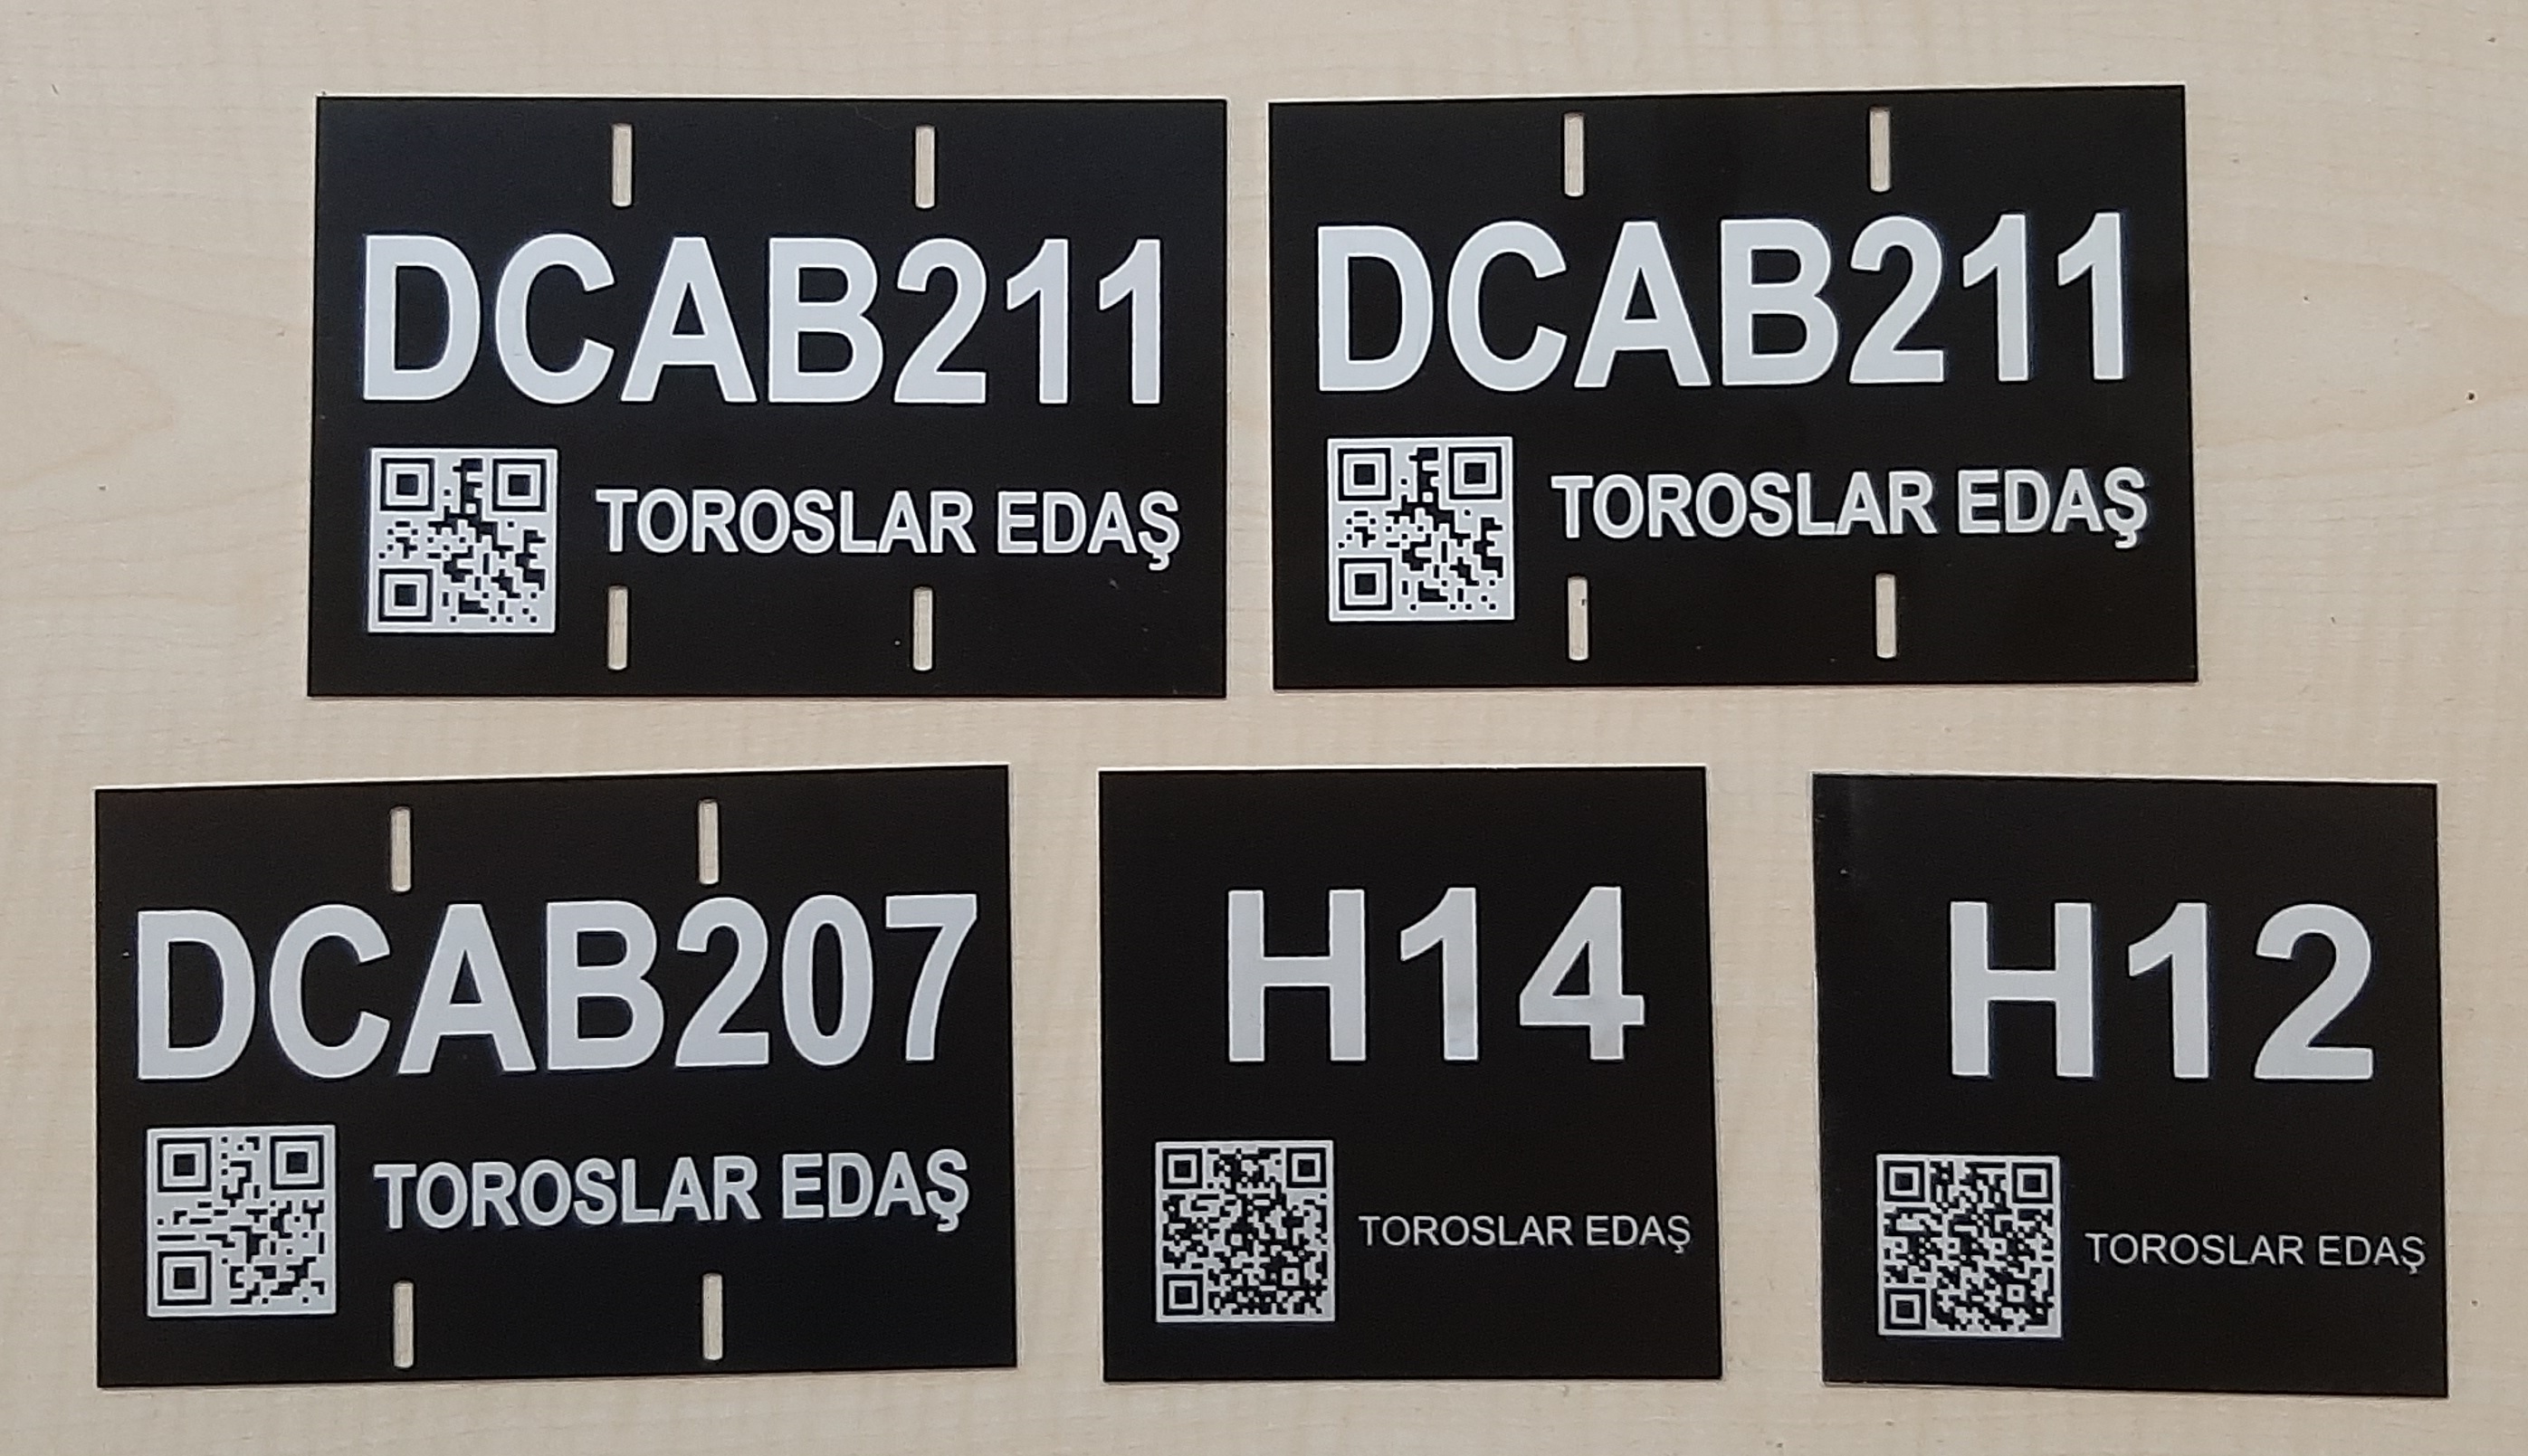 DCAB211
TOROSLAR EDAŞ
DCAB211
TOROSLAR EDAŞ
DCAB207
TOROSLAR EDAŞ
H14
TOROSLAR EDAŞ
H12
TOROSLAR EDAŞ